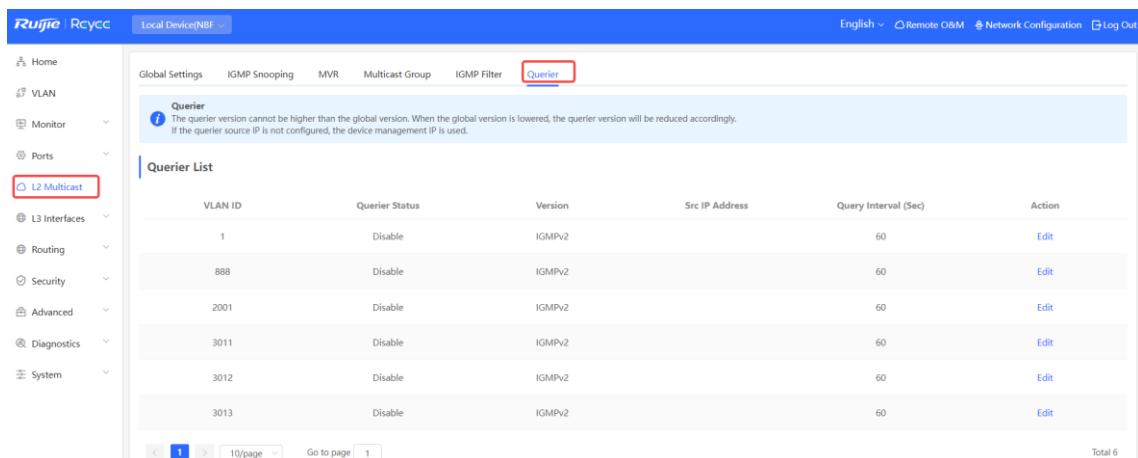 Ruijie | Rcycc Local Device(NBF English Remote O&M Network Configuration Log Out
Home
VLAN
Monitor
Ports
L2 Multicast
L3 Interfaces
Routing
Security
Advanced
Diagnostics
System
Global Settings IGMP Snooping MVR Multicast Group IGMP Filter Querier
Querier
The querier version cannot be higher than the global version. When the global version is lowered, the querier version will be reduced accordingly.
If the querier source IP is not configured, the device management IP is used.
Querier List
VLAN ID Querier Status Version Src IP Address Query Interval (Sec) Action
1 Disable IGMPv2 60 Edit
888 Disable IGMPv2 60 Edit
2001 Disable IGMPv2 60 Edit
3011 Disable IGMPv2 60 Edit
3012 Disable IGMPv2 60 Edit
3013 Disable IGMPv2 60 Edit
< 1 > 10/page Go to page 1 Total 6